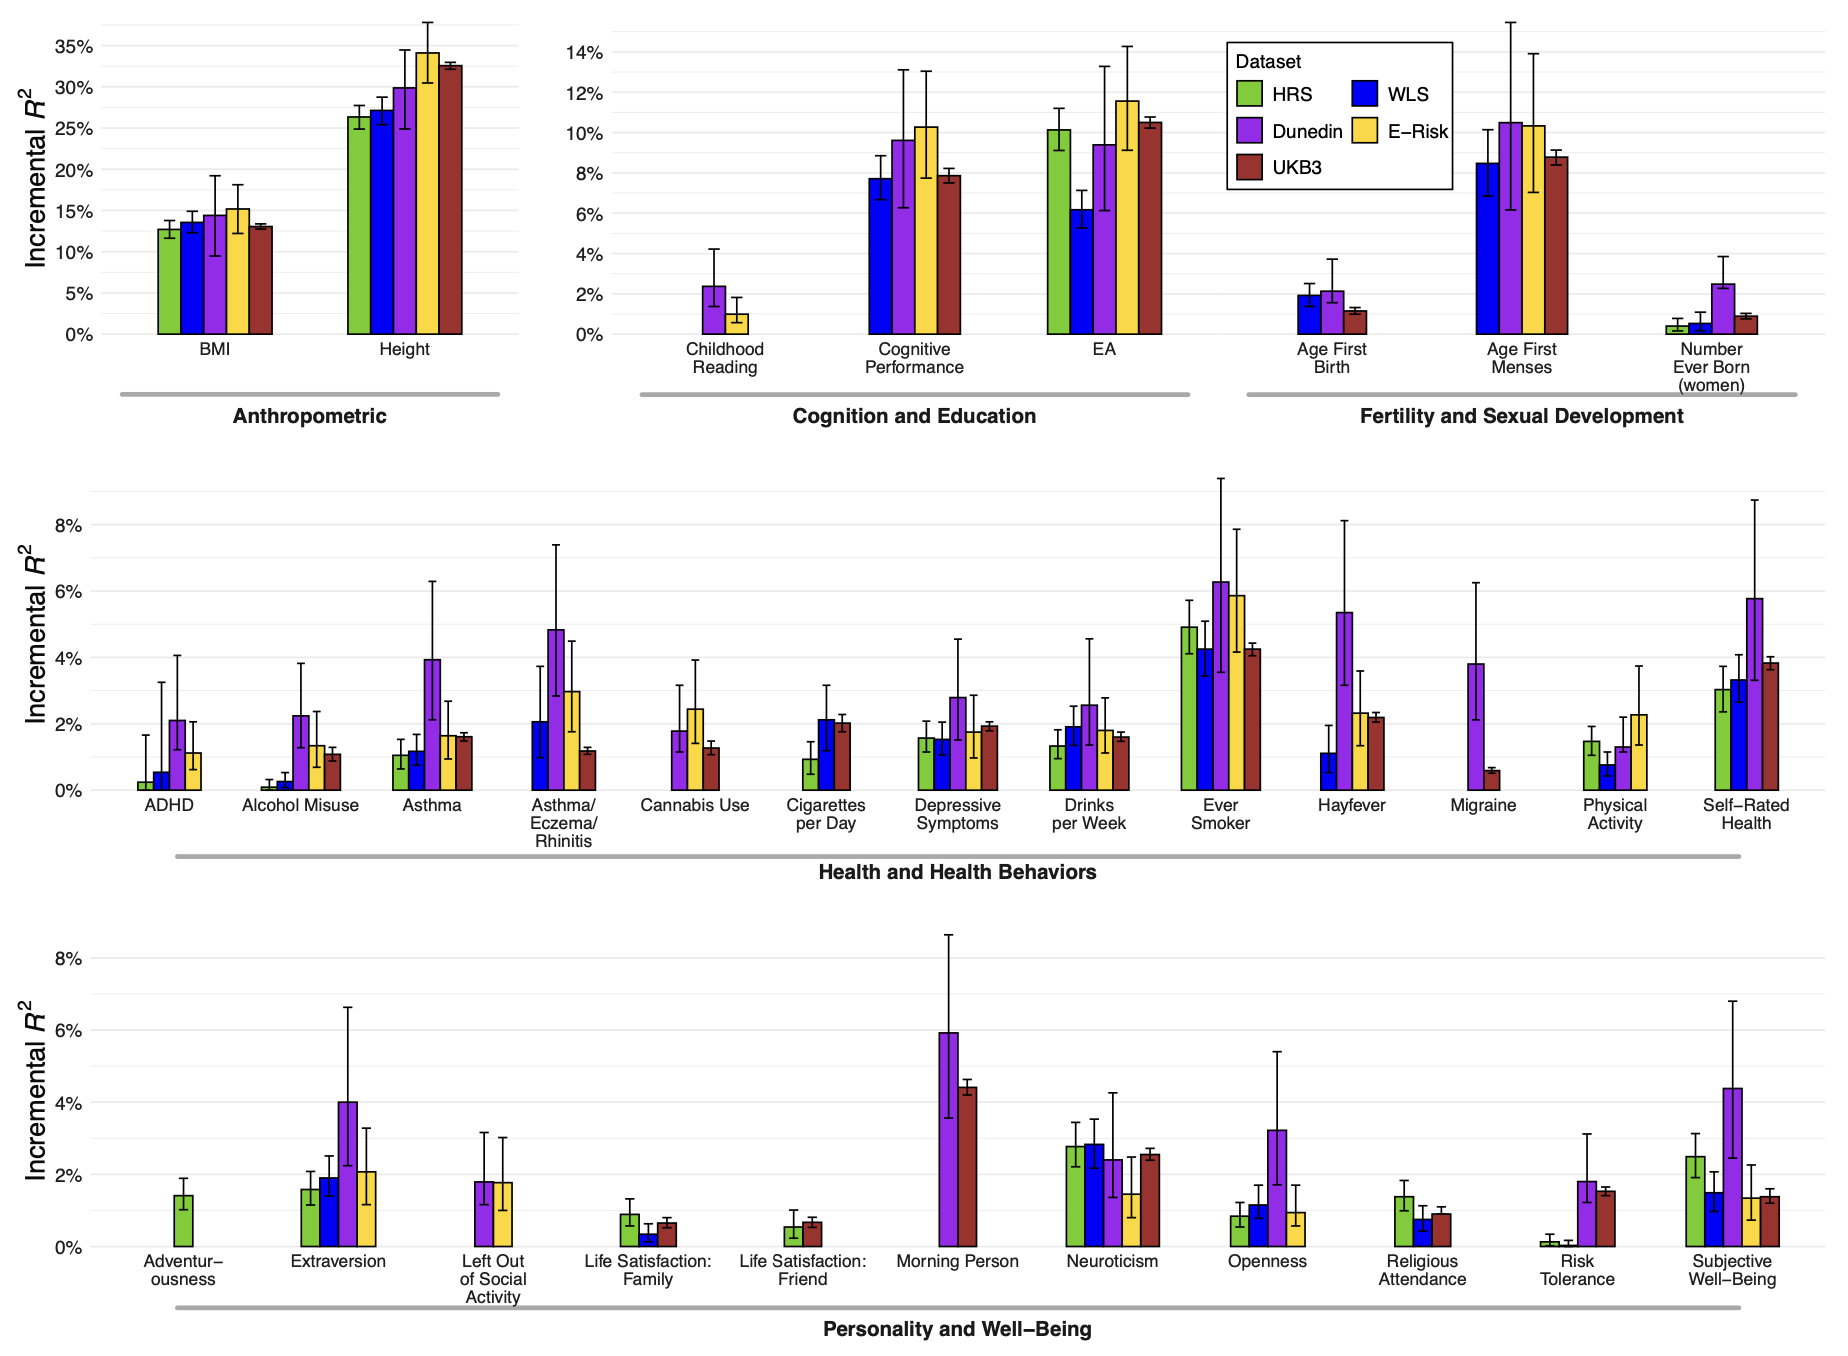 Incremental R²
35%
30%
25%
20%
15%
10%
5%
0%
BMI
Height
Anthropometric
14%
12%
10%
8%
6%
4%
2%
0%
Childhood
Reading
Cognitive
Performance
EA
Cognition and Education
Dataset
HRS
WLS
Dunedin
E−Risk
UKB3
Age First
Birth
Age First
Menses
Number
Ever Born
(women)
Fertility and Sexual Development
Incremental R²
8%
6%
4%
2%
0%
ADHD
Alcohol Misuse
Asthma
Asthma/
Eczema/
Rhinitis
Cannabis Use
Cigarettes
per Day
Depressive
Symptoms
Drinks
per Week
Ever
Smoker
Hayfever
Migraine
Physical
Activity
Self−Rated
Health
Health and Health Behaviors
Incremental R²
8%
6%
4%
2%
0%
Adventur−
ousness
Extraversion
Left Out
of Social
Activity
Life Satisfaction:
Family
Life Satisfaction:
Friend
Morning Person
Neuroticism
Openness
Religious
Attendance
Risk
Tolerance
Subjective
Well−Being
Personality and Well−Being